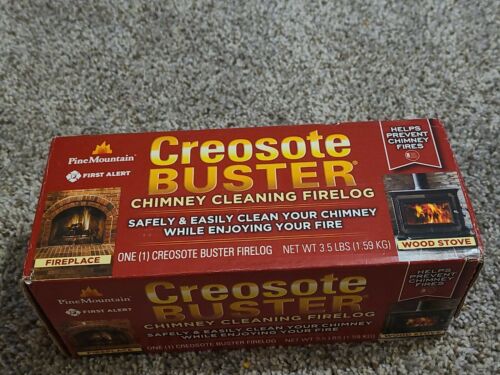 PineMountain®
FIRST ALERT
Creosote
BUSTER®
CHIMNEY CLEANING FIRELOG
SAFELY & EASILY CLEAN YOUR CHIMNEY
WHILE ENJOYING YOUR FIRE
ONE (1) CREOSOTE BUSTER FIRELOG NET WT 3.5 LBS (1.59 KG)
FIREPLACE
HELPS
PREVENT
CHIMNEY
FIRES
WOOD STOVE
PineMountain®
FIRST ALERT
Creosote
BUSTER®
CHIMNEY CLEANING FIRELOG
SAFELY & EASILY CLEAN YOUR CHIMNEY
WHILE ENJOYING YOUR FIRE
ONE (1) CREOSOTE BUSTER FIRELOG NET WT 3.5 LBS (1.59 KG)
FIREPLACE
HELPS
PREVENT
CHIMNEY
FIRES
WOOD STOVE